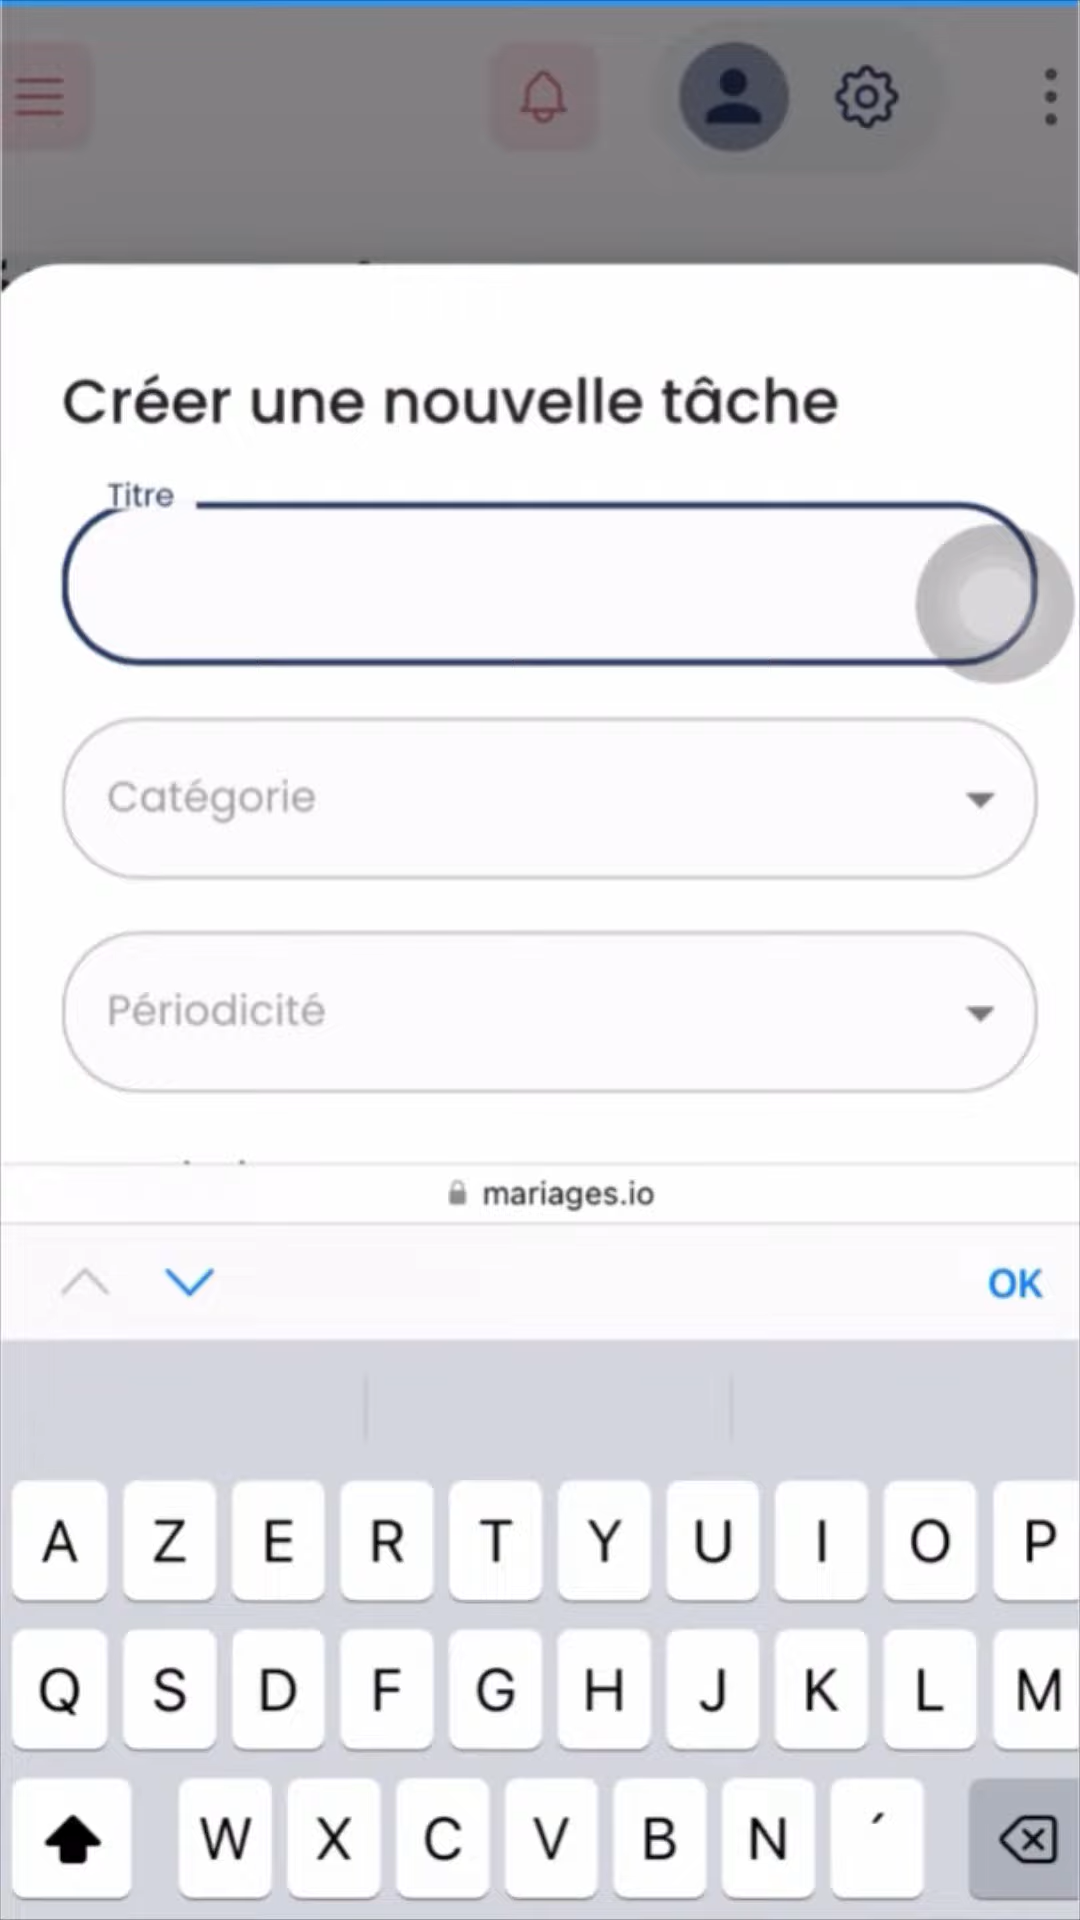 Créer une nouvelle tâche
Titre
Catégorie
Périodicité
mariages.io
OK
A Z E R T Y U I O P
Q S D F G H J K L M
W X C V B N ´